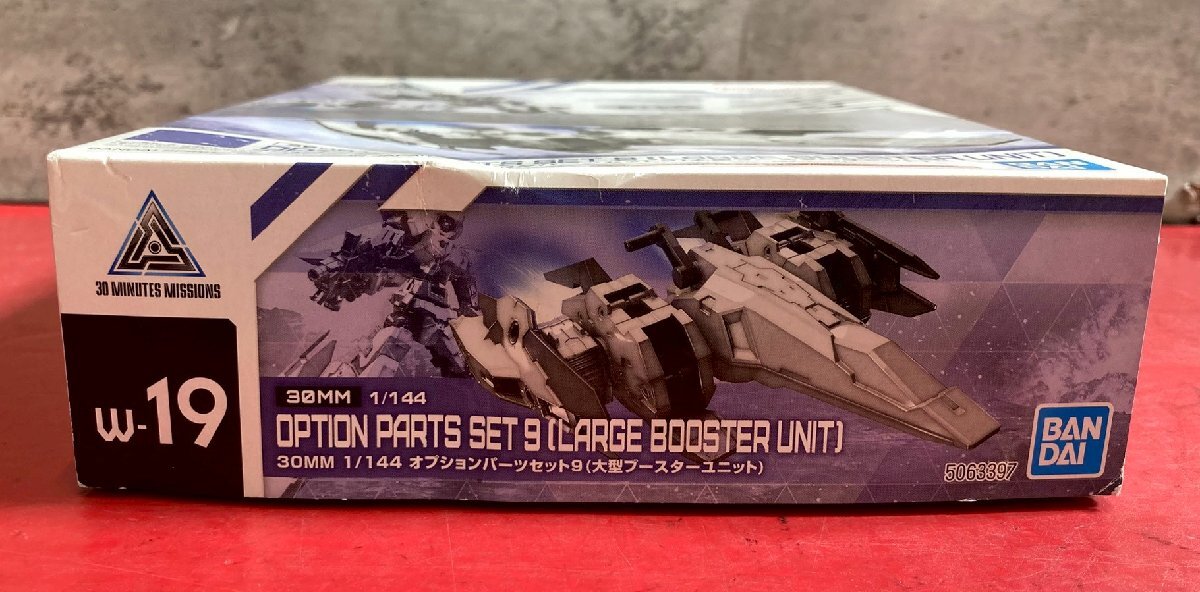 30 MINUTES MISSIONS
W-19
30MM 1/144
OPTION PARTS SET 9 (LARGE BOOSTER UNIT)
30MM 1/144 オプションパーツセット9(大型ブースターユニット)
5063397
BAN
DAI